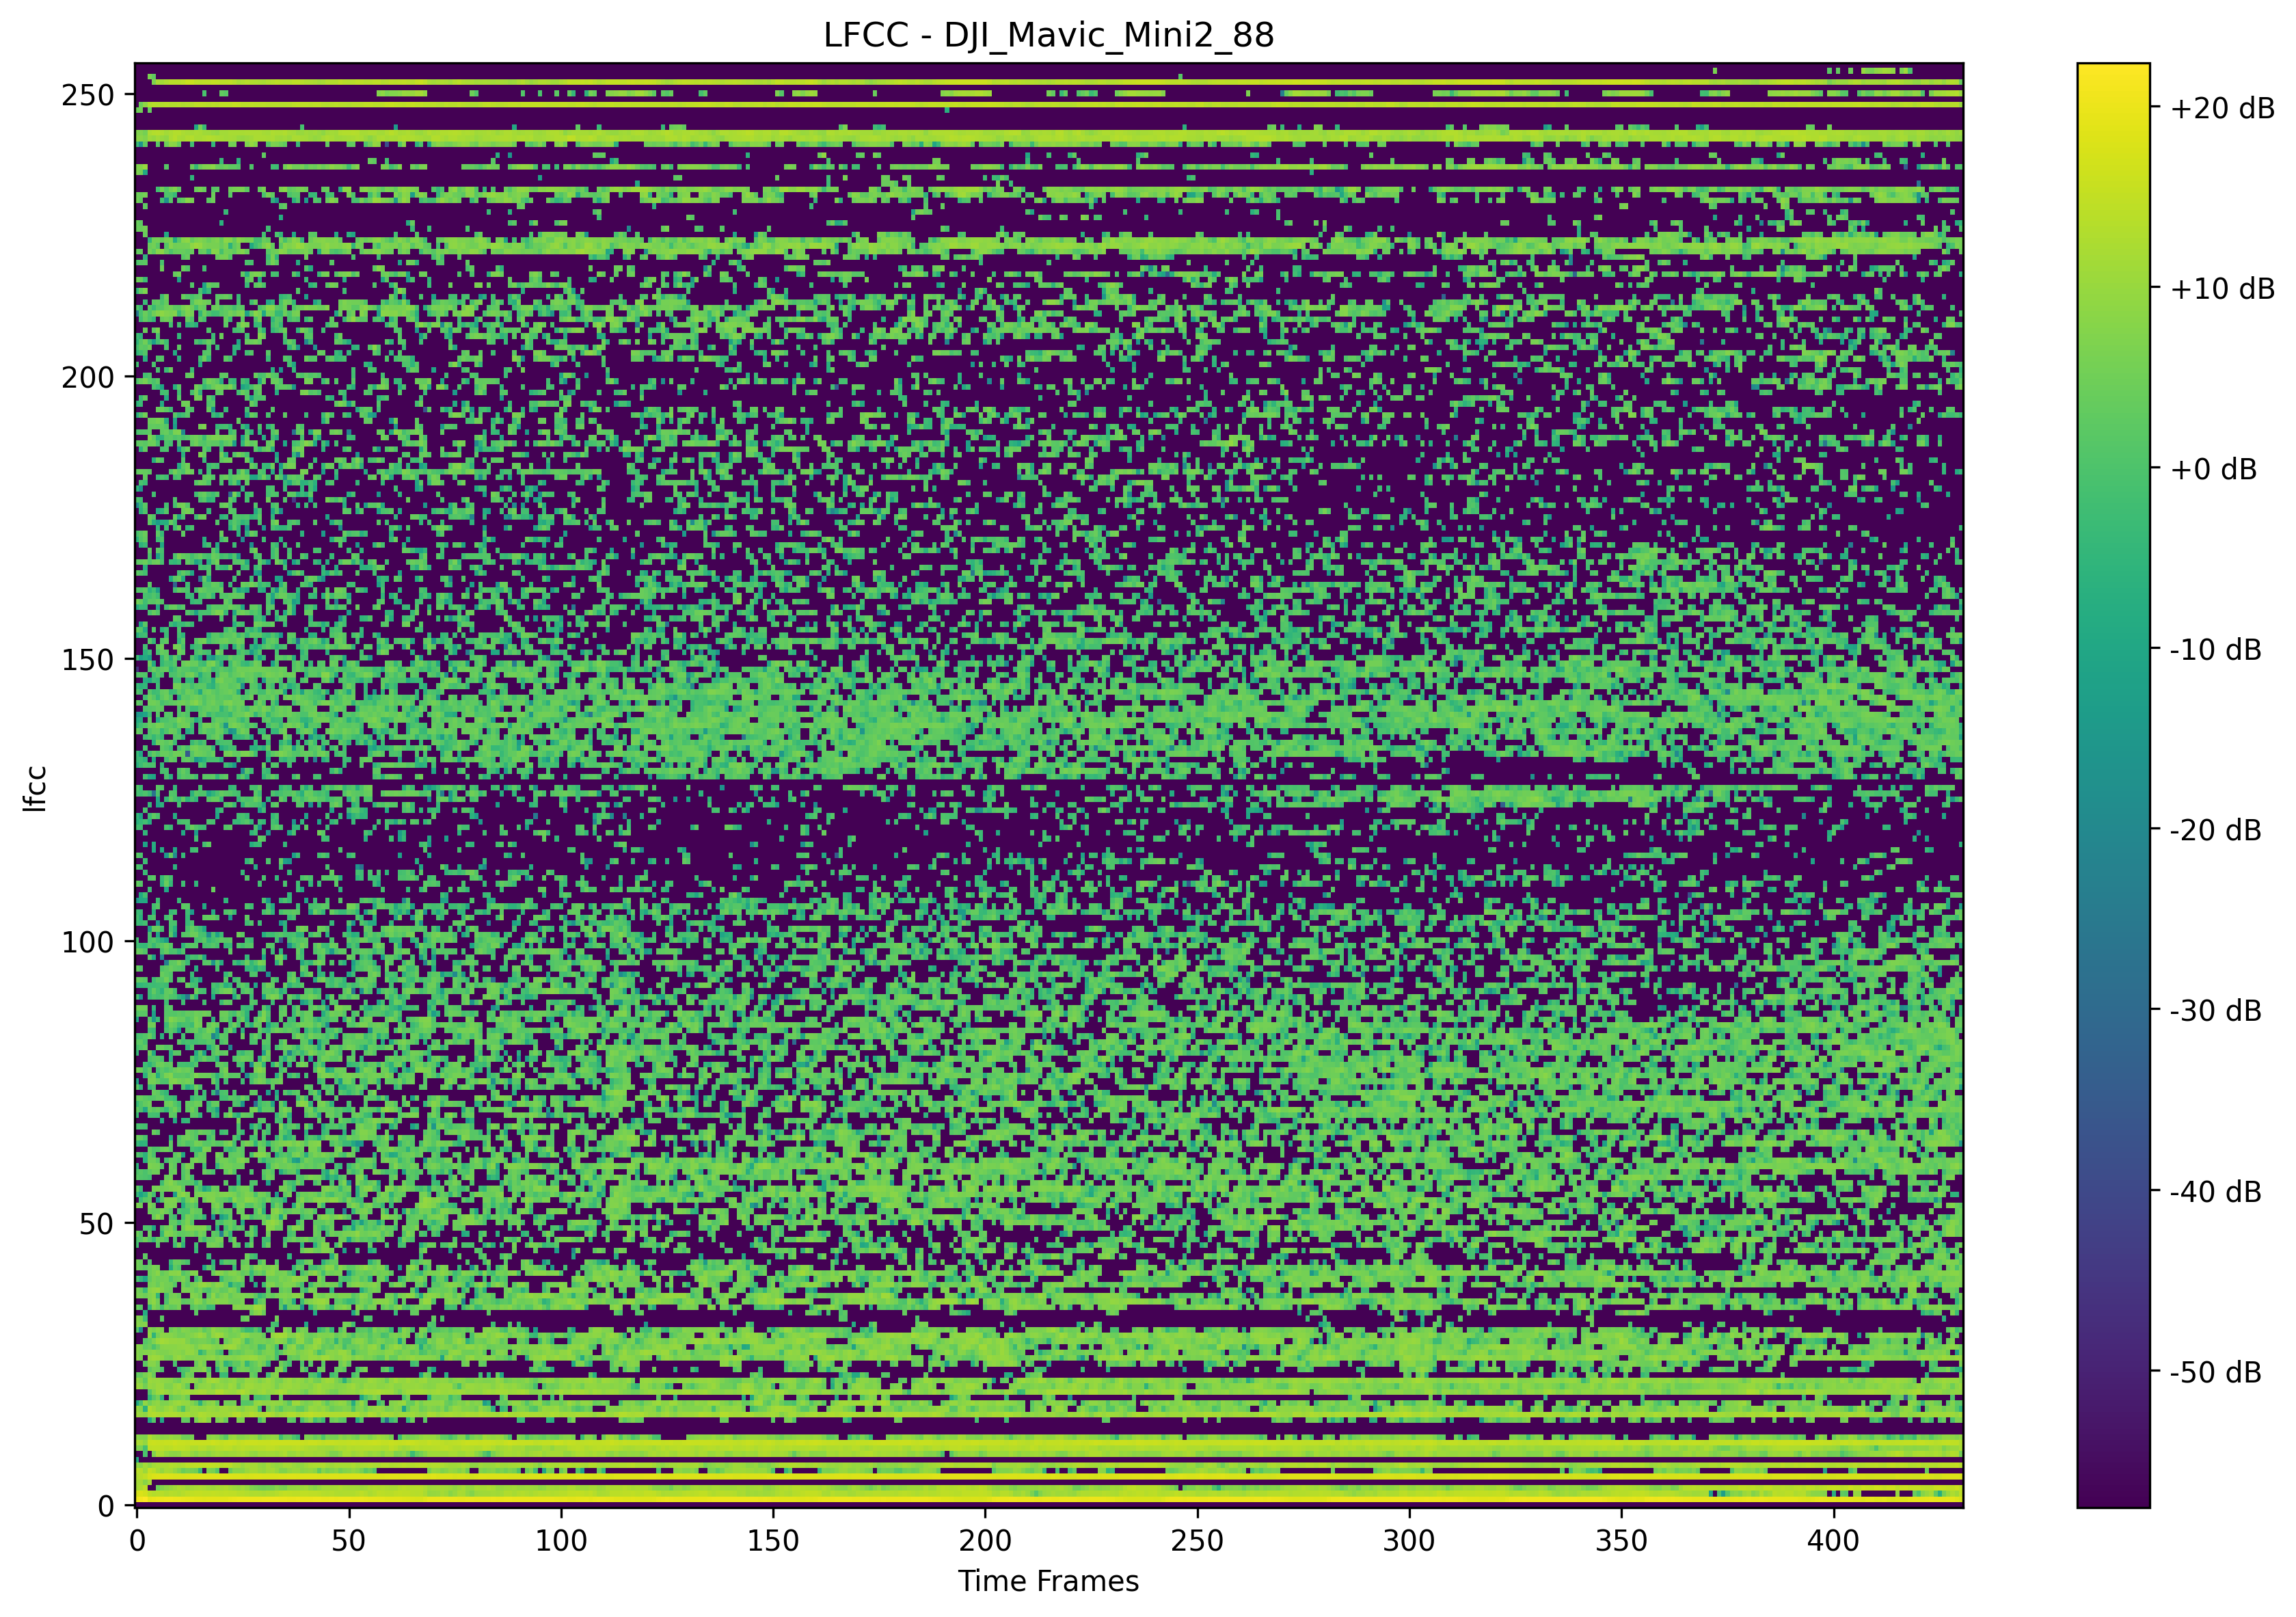 LFCC - DJI_Mavic_Mini2_88
250
200
150
100
50
0
lfcc
0 50 100 150 200 250 300 350 400
Time Frames
+20 dB
+10 dB
+0 dB
-10 dB
-20 dB
-30 dB
-40 dB
-50 dB